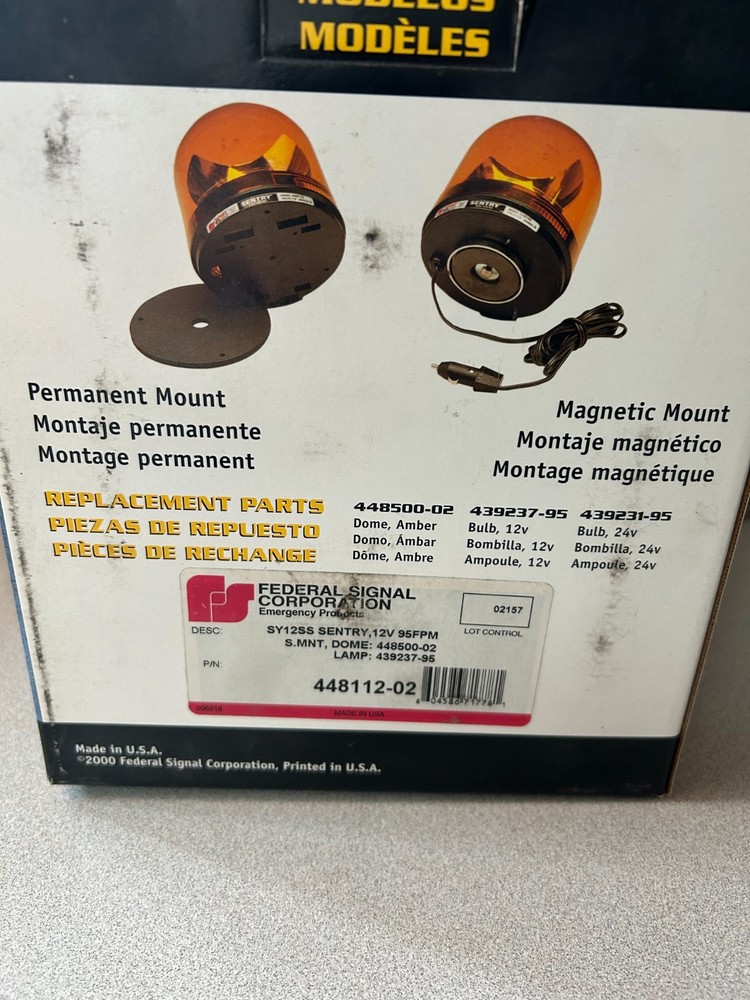 MODELOS
MODÈLES
SENTRY
SENTRY
Permanent Mount
Montaje permanente
Montage permanent
Magnetic Mount
Montaje magnético
Montage magnétique
REPLACEMENT PARTS
PIEZAS DE REPUESTO
PIÈCES DE RECHANGE
448500-02
Dome, Amber
Domo, Ámbar
Dôme, Ambre
439237-95
Bulb, 12v
Bombilla, 12v
Ampoule, 12v
439231-95
Bulb, 24v
Bombilla, 24v
Ampoule, 24v
FEDERAL SIGNAL
CORPORATION
Emergency Products
02157
LOT CONTROL
DESC:
SY12SS SENTRY,12V 95FPM
S.MNT, DOME: 448500-02
LAMP: 439237-95
P/N:
448112-02
MADE IN USA
Made in U.S.A.
©2000 Federal Signal Corporation, Printed in U.S.A.